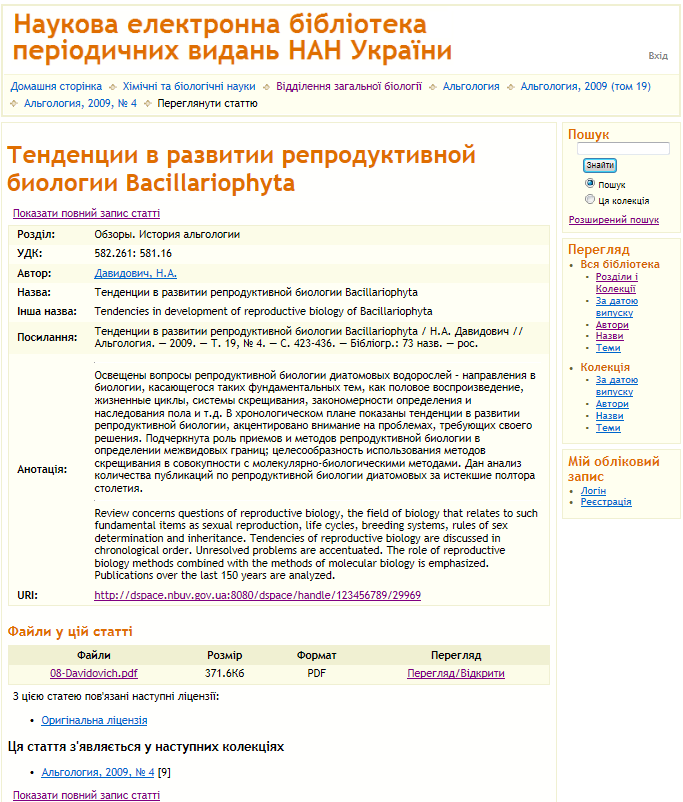 Наукова електронна бібліотека
періодичних видань НАН України
Вхід
Домашня сторінка Хімічні та біологічні науки Відділення загальної біології Альгология Альгология, 2009 (том 19)
Альгология, 2009, № 4 Переглянути статтю
Тенденции в развитии репродуктивной
биологии Bacillariophyta
Показати повний запис статті
Розділ: Обзоры. История альгологии
УДК: 582.261: 581.16
Автор: Давидович, Н.А.
Назва: Тенденции в развитии репродуктивной биологии Bacillariophyta
Інша назва: Tendencies in development of reproductive biology of Bacillariophyta
Посилання: Тенденции в развитии репродуктивной биологии Bacillariophyta / Н.А. Давидович //
Альгология. — 2009. — Т. 19, № 4. — С. 423-436. — Бібліогр.: 73 назв. — рос.
Анотація:
Освещены вопросы репродуктивной биологии диатомовых водорослей - направления в
биологии, касающегося таких фундаментальных тем, как половое воспроизведение,
жизненные циклы, системы скрещивания, закономерности определения и
наследования пола и т.д. В хронологическом плане показаны тенденции в развитии
репродуктивной биологии, акцентировано внимание на проблемах, требующих своего
решения. Подчеркнута роль приемов и методов репродуктивной биологии в
определении межвидовых границ; целесообразность использования методов
скрещивания в совокупности с молекулярно-биологическими методами. Дан анализ
количества публикаций по репродуктивной биологии диатомовых за истекшие полтора
столетия.
Review concerns questions of reproductive biology, the field of biology that relates to such
fundamental items as sexual reproduction, life cycles, breeding systems, rules of sex
determination and inheritance. Tendencies of reproductive biology are discussed in
chronological order. Unresolved problems are accentuated. The role of reproductive
biology methods combined with the methods of molecular biology is emphasized.
Publications over the last 150 years are analyzed.
URI: http://dspace.nbuv.gov.ua:8080/dspace/handle/123456789/29969
Файли у цій статті
Файли Розмір Формат Перегляд
08-Davidovich.pdf 371.6Кб PDF Перегляд/Відкрити
З цією статею пов'язані наступні ліцензії:
• Оригінальна ліцензія
Ця стаття з'являється у наступних колекціях
• Альгология, 2009, № 4 [9]
Показати повний запис статті
Пошук
Знайти
Пошук
Ця колекція
Розширений пошук
Перегляд
• Вся бібліотека
• Розділи і
Колекції
• За датою
випуску
• Автори
• Назви
• Теми
• Колекція
• За датою
випуску
• Автори
• Назви
• Теми
Мій обліковий
запис
• Логін
• Реєстрація